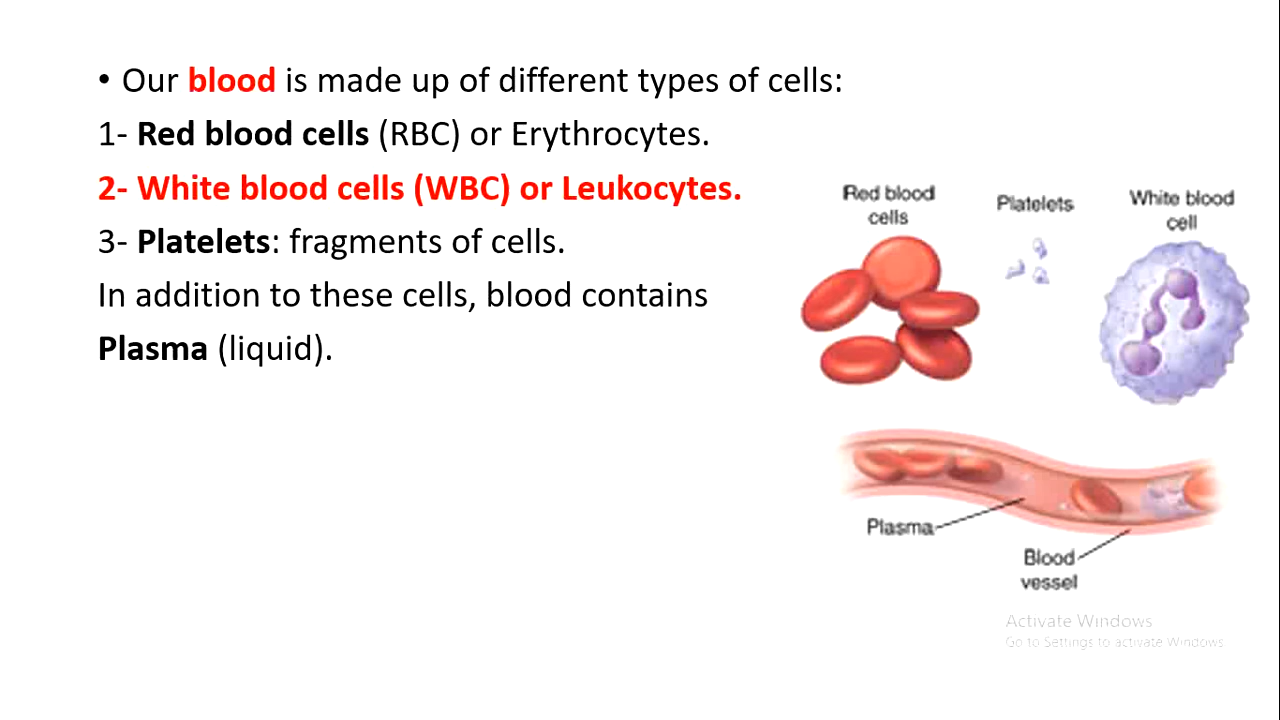 • Our blood is made up of different types of cells:
1- Red blood cells (RBC) or Erythrocytes.
2- White blood cells (WBC) or Leukocytes.
3- Platelets: fragments of cells.
In addition to these cells, blood contains
Plasma (liquid).
Red blood
cells
Platelets
White blood
cell
Plasma
Blood
vessel
Activate Windows
Go to Settings to activate Windows